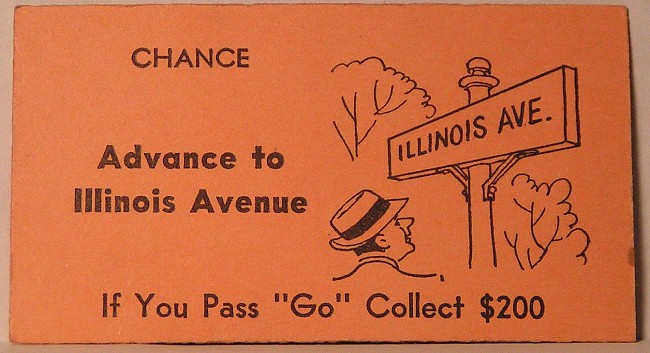 CHANCE
Advance to
Illinois Avenue
ILLINOIS AVE.
If You Pass "Go" Collect $200